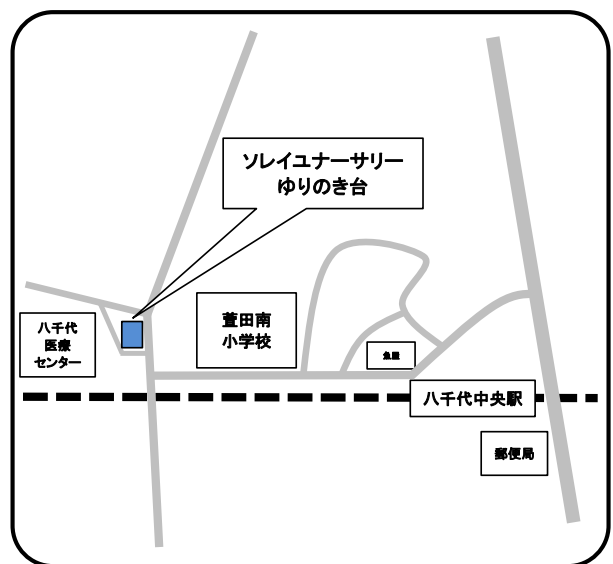 ソレイユナーサリー
ゆりのき台
八千代
医療
センター
萱田南
小学校
八千代中央駅
郵便局